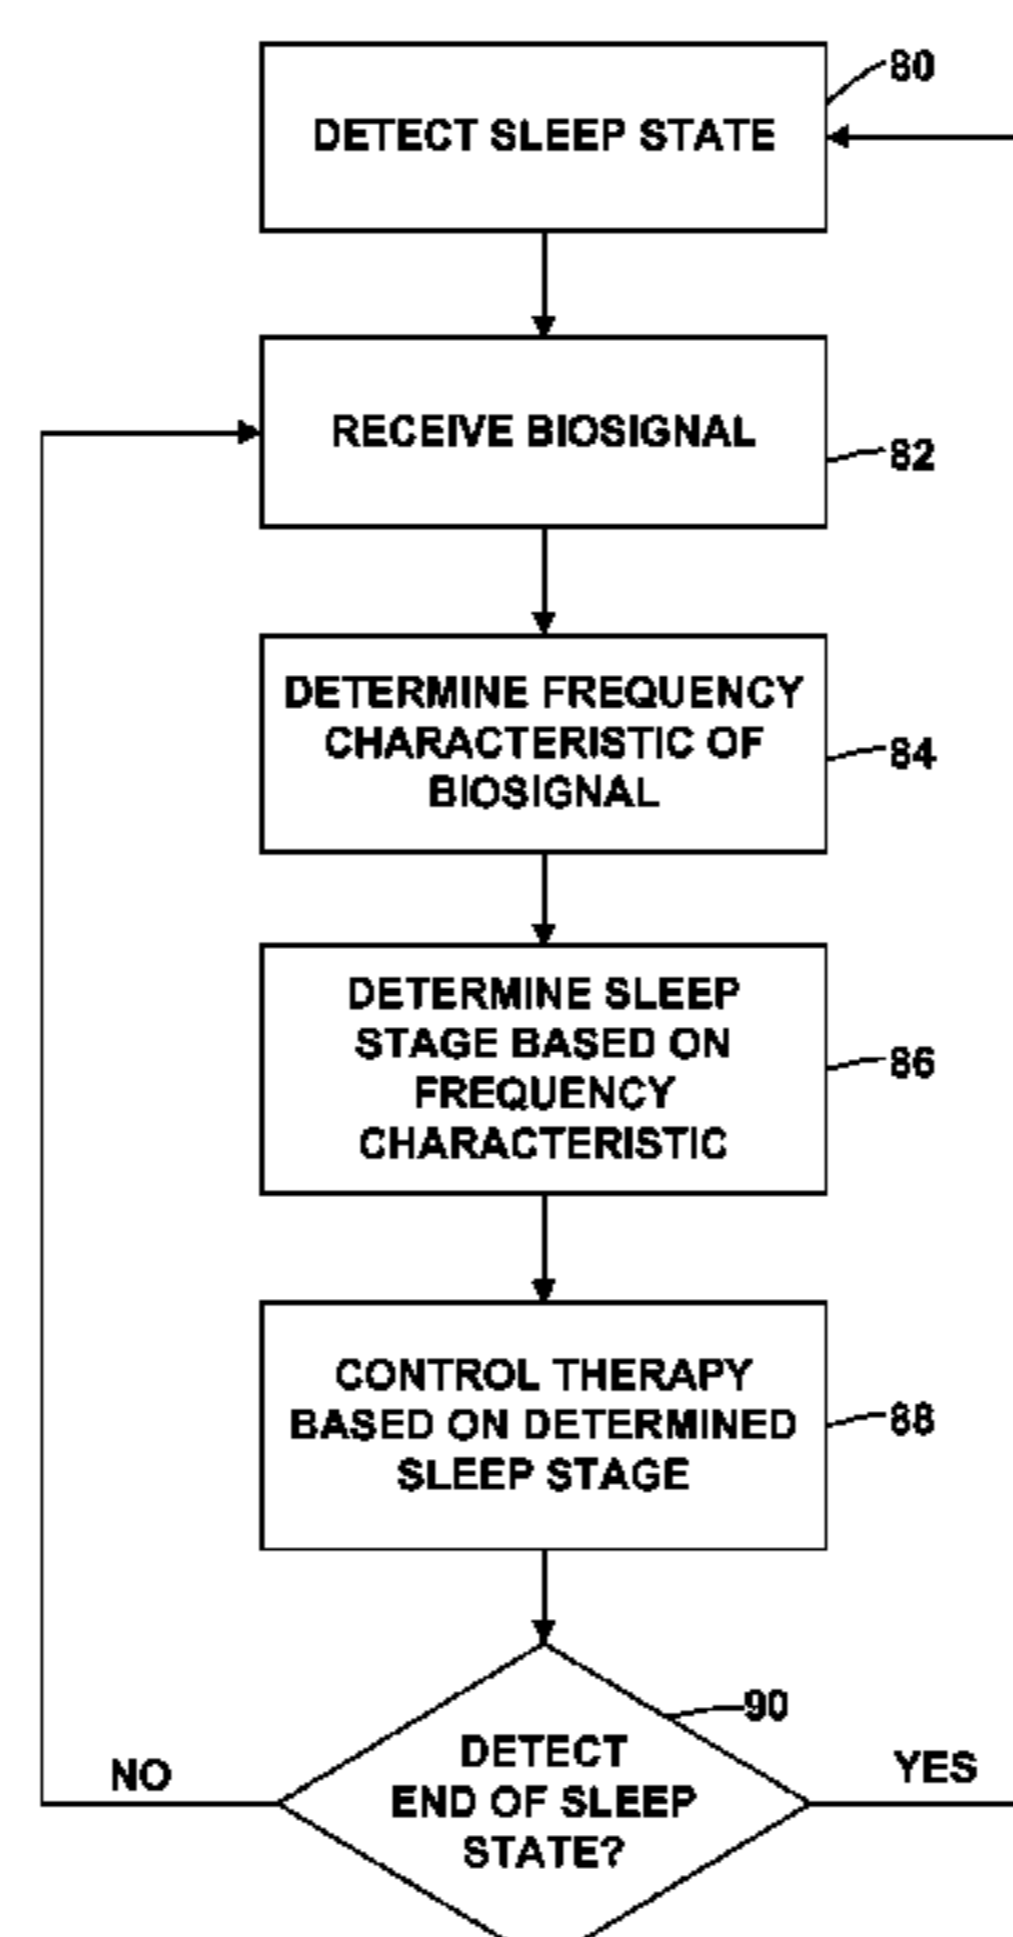 80
DETECT SLEEP STATE
RECEIVE BIOSIGNAL
82
DETERMINE FREQUENCY
CHARACTERISTIC OF
BIOSIGNAL
84
DETERMINE SLEEP
STAGE BASED ON
FREQUENCY
CHARACTERISTIC
86
CONTROL THERAPY
BASED ON DETERMINED
SLEEP STAGE
88
90
DETECT
END OF SLEEP
STATE?
NO
YES